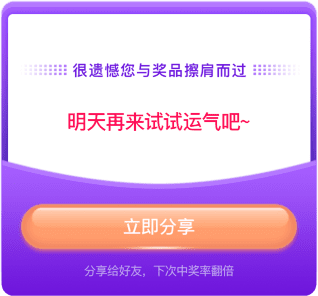 很遗憾您与奖品擦肩而过
明天再来试试运气吧~
立即分享
分享给好友，下次中奖率翻倍